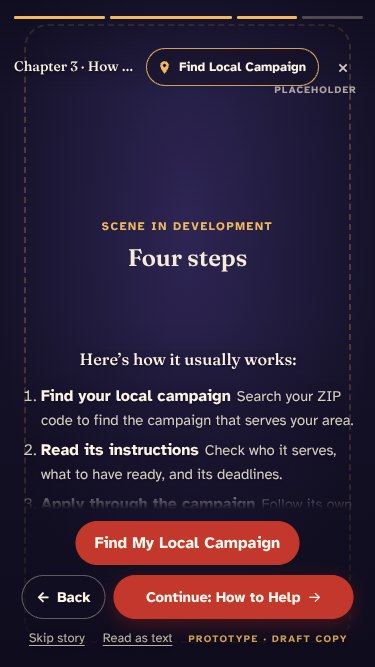 Chapter 3 · How ...
Find Local Campaign
×
PLACEHOLDER
SCENE IN DEVELOPMENT
Four steps
Here’s how it usually works:
1. Find your local campaign Search your ZIP
code to find the campaign that serves your area.
2. Read its instructions Check who it serves,
what to have ready, and its deadlines.
3. Apply through the campaign Follow its own
Find My Local Campaign
← Back
Continue: How to Help →
Skip story
Read as text
PROTOTYPE · DRAFT COPY